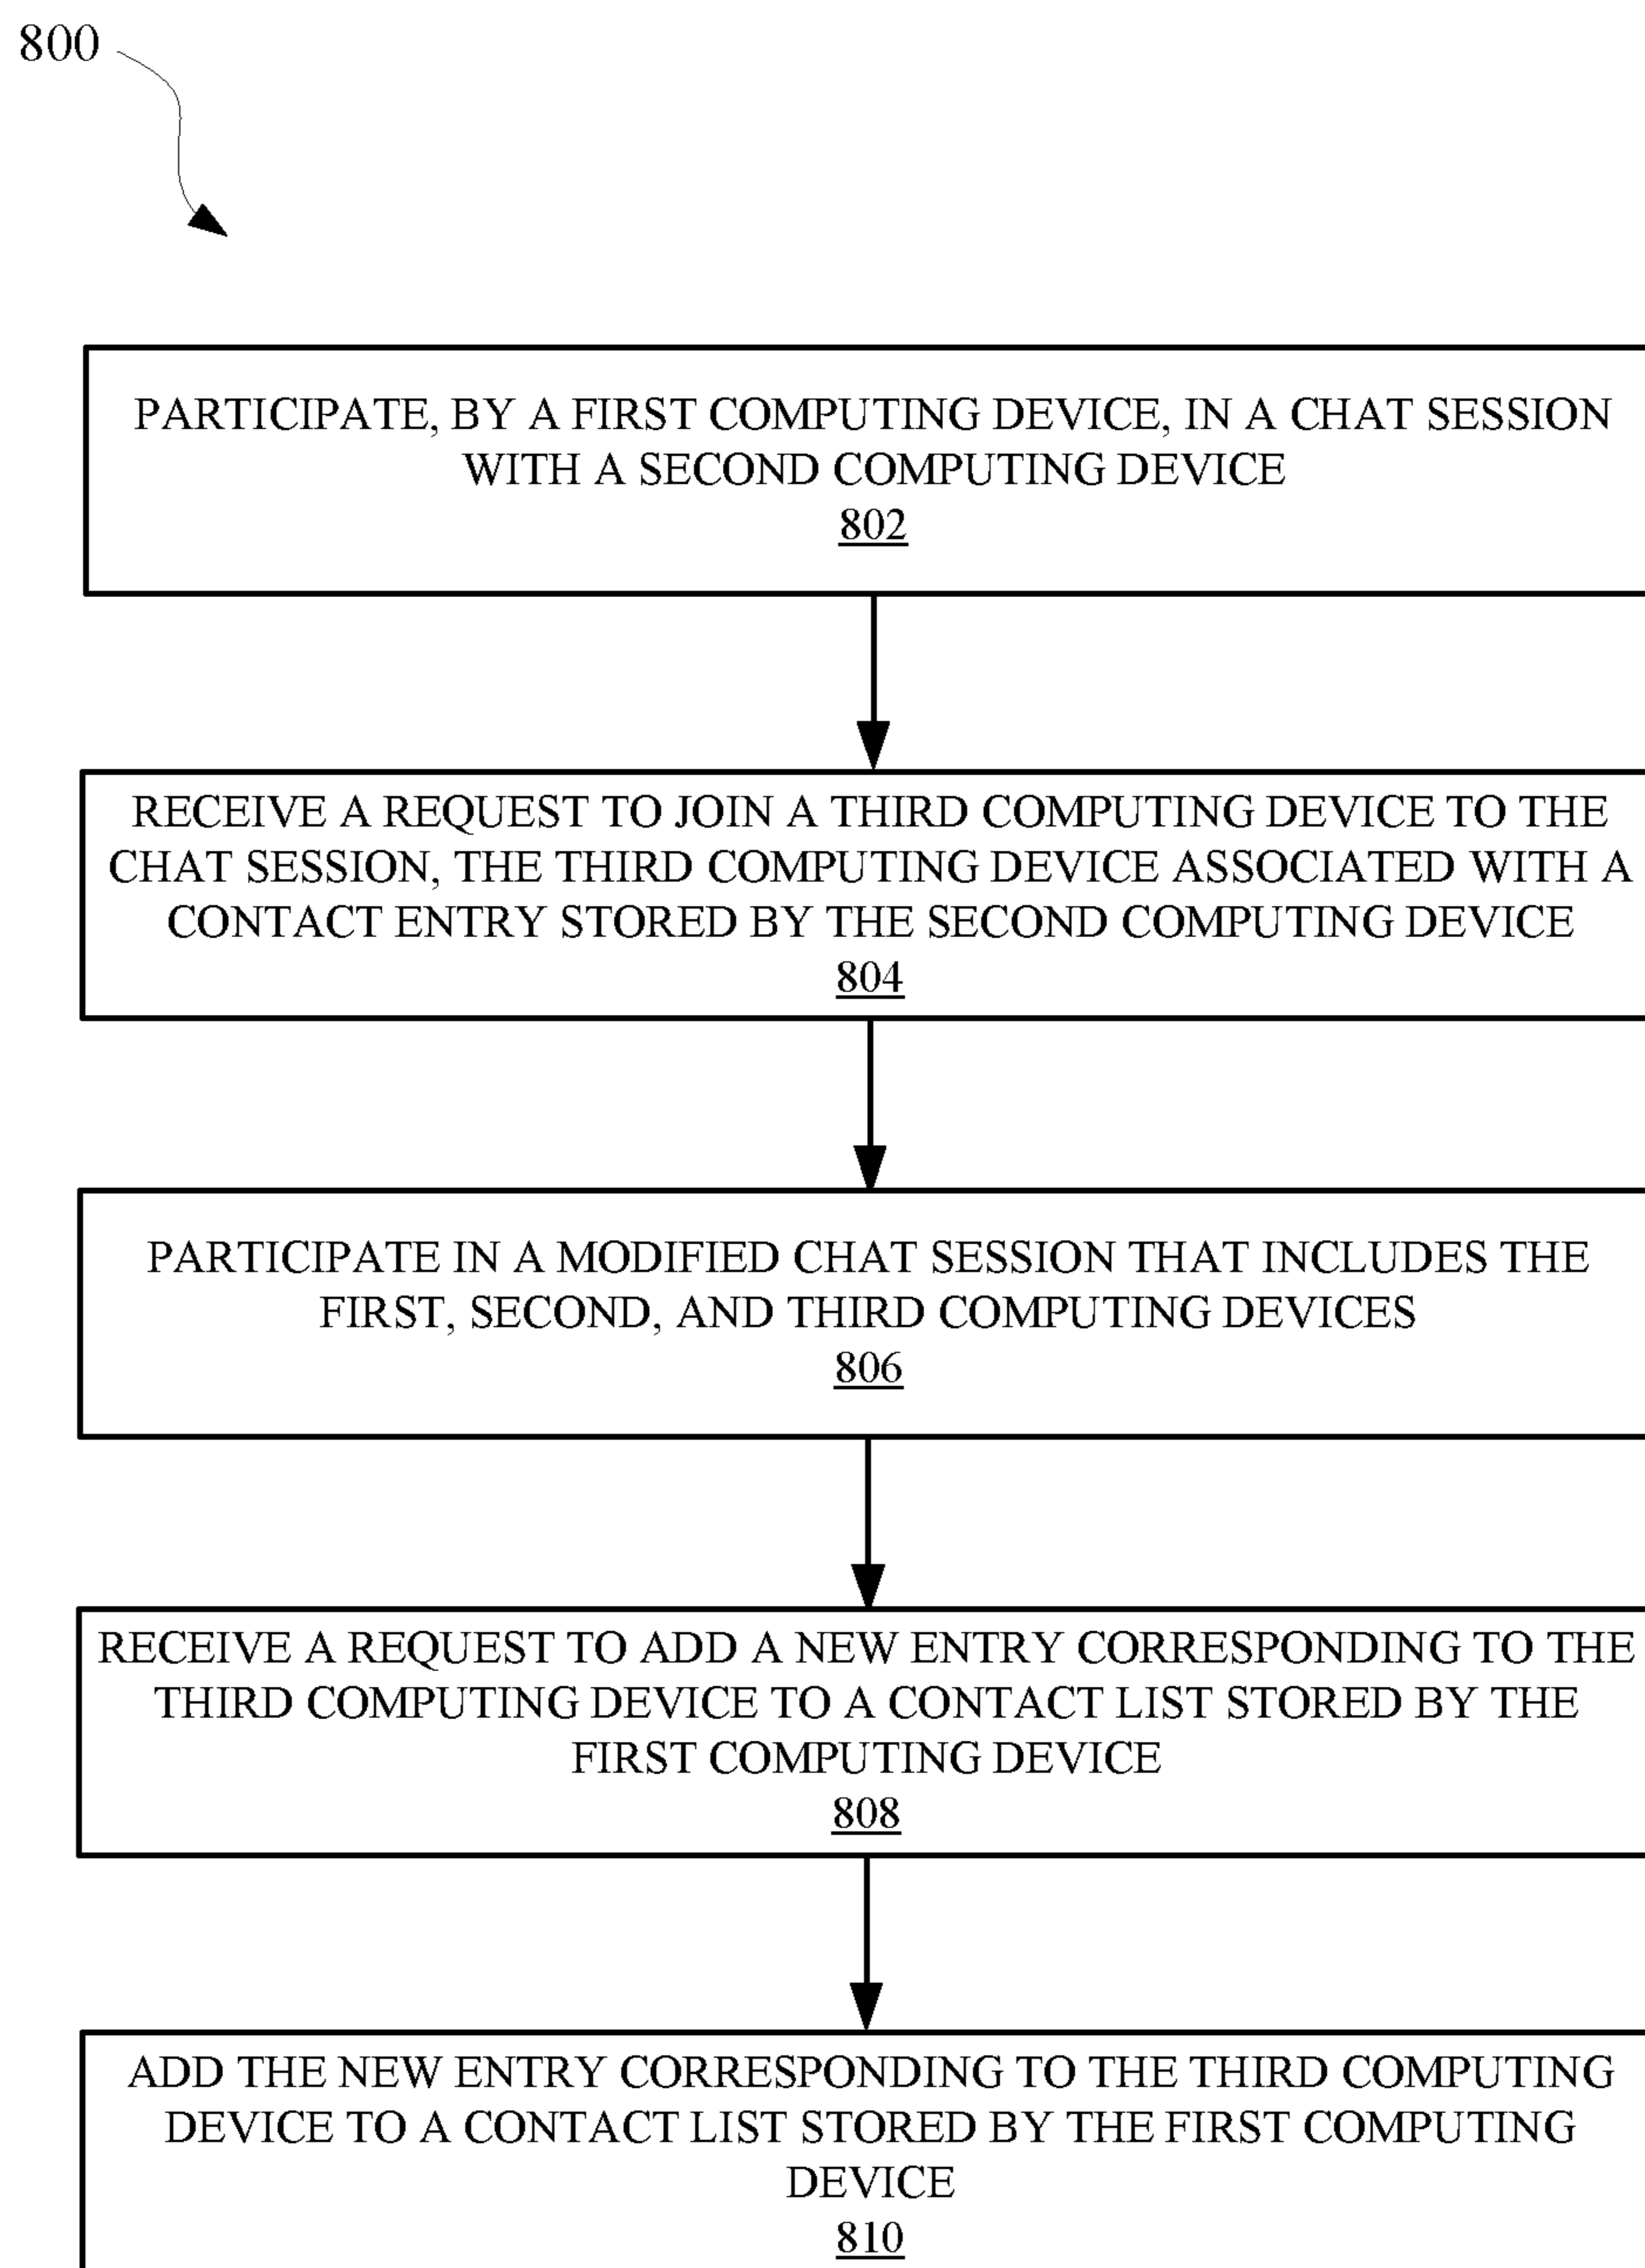 800
PARTICIPATE, BY A FIRST COMPUTING DEVICE, IN A CHAT SESSION
WITH A SECOND COMPUTING DEVICE
802
RECEIVE A REQUEST TO JOIN A THIRD COMPUTING DEVICE TO THE
CHAT SESSION, THE THIRD COMPUTING DEVICE ASSOCIATED WITH A
CONTACT ENTRY STORED BY THE SECOND COMPUTING DEVICE
804
PARTICIPATE IN A MODIFIED CHAT SESSION THAT INCLUDES THE
FIRST, SECOND, AND THIRD COMPUTING DEVICES
806
RECEIVE A REQUEST TO ADD A NEW ENTRY CORRESPONDING TO THE
THIRD COMPUTING DEVICE TO A CONTACT LIST STORED BY THE
FIRST COMPUTING DEVICE
808
ADD THE NEW ENTRY CORRESPONDING TO THE THIRD COMPUTING
DEVICE TO A CONTACT LIST STORED BY THE FIRST COMPUTING
DEVICE
810